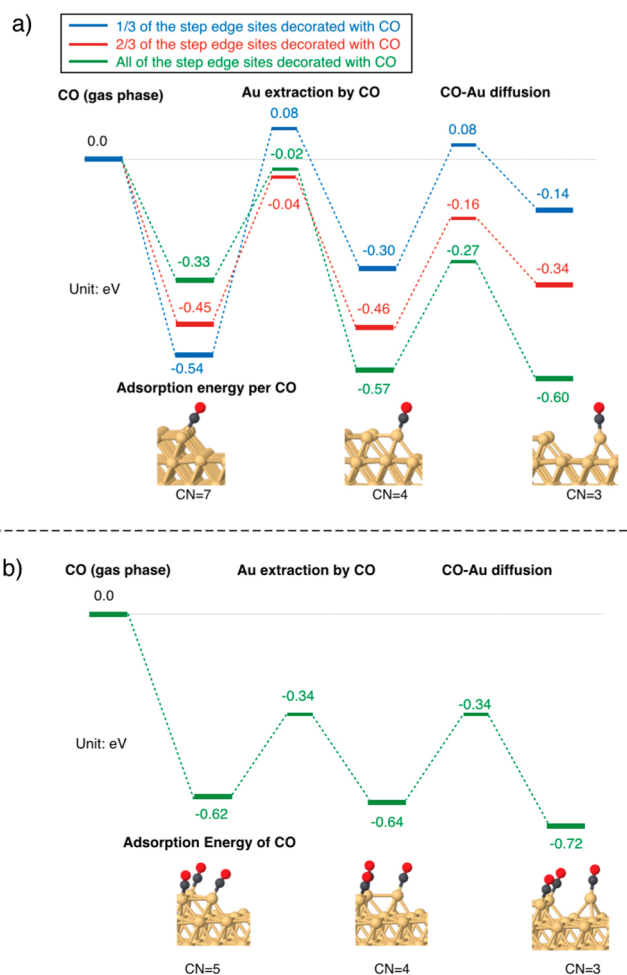 a)
1/3 of the step edge sites decorated with CO
2/3 of the step edge sites decorated with CO
All of the step edge sites decorated with CO
CO (gas phase) Au extraction by CO CO-Au diffusion
0.0 0.08 0.08
-0.02
-0.04 -0.16 -0.14
-0.33 -0.30 -0.27 -0.34
Unit: eV
-0.45 -0.46
-0.54 -0.57 -0.60
Adsorption energy per CO
CN=7 CN=4 CN=3
b)
CO (gas phase) Au extraction by CO CO-Au diffusion
0.0
-0.34 -0.34
Unit: eV
-0.62 -0.64 -0.72
Adsorption Energy of CO
CN=5 CN=4 CN=3